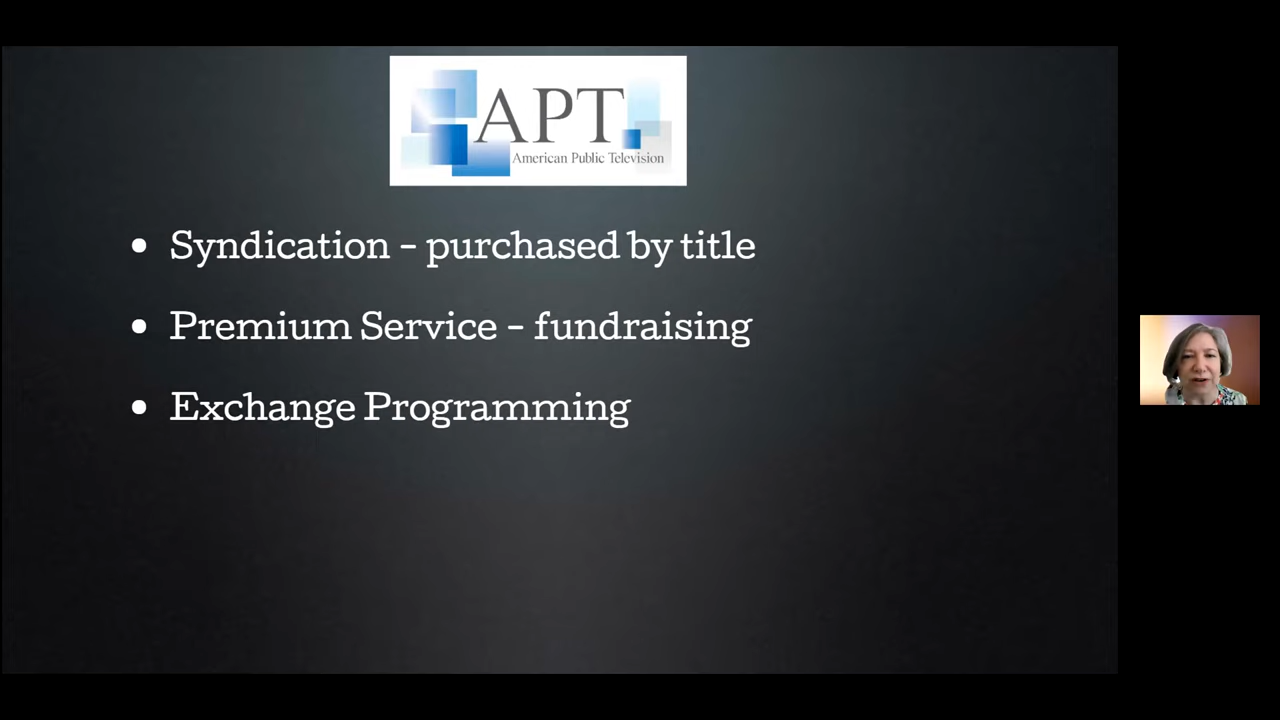 APT
American Public Television
• Syndication – purchased by title
• Premium Service – fundraising
• Exchange Programming